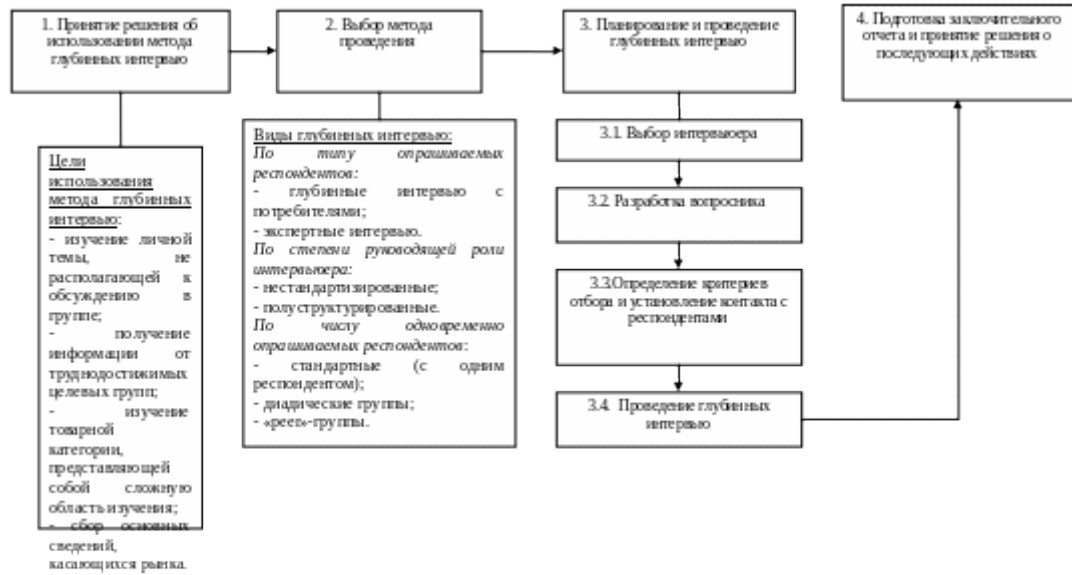 1. Принятие решения об
использовании метода
глубинных интервью
2. Выбор метода
проведения
3. Планирование и проведение
глубинных интервью
4. Подготовка заключительного
отчета и принятие решения о
последующих действиях
Цели
использования
метода глубинных
интервью:
- изучение личной
темы, не
располагающей к
обсуждению в
группе;
- получение
информации от
труднодостижимых
целевых групп;
- изучение
товарной
категории,
представляющей
собой сложную
область изучения;
- сбор основных
сведений,
касающихся рынка.
Виды глубинных интервью:
По типу опрашиваемых
респондентов:
- глубинные интервью с
потребителями;
- экспертные интервью.
По степени руководящей роли
интервьюера:
- нестандартизированные;
- полуструктурированные.
По числу одновременно
опрашиваемых респондентов:
- стандартные (с одним
респондентом);
- диадические группы;
- «peer»-группы.
3.1. Выбор интервьюера
3.2. Разработка вопросника
3.3.Определение критериев
отбора и установление контакта с
респондентами
3.4. Проведение глубинных
интервью